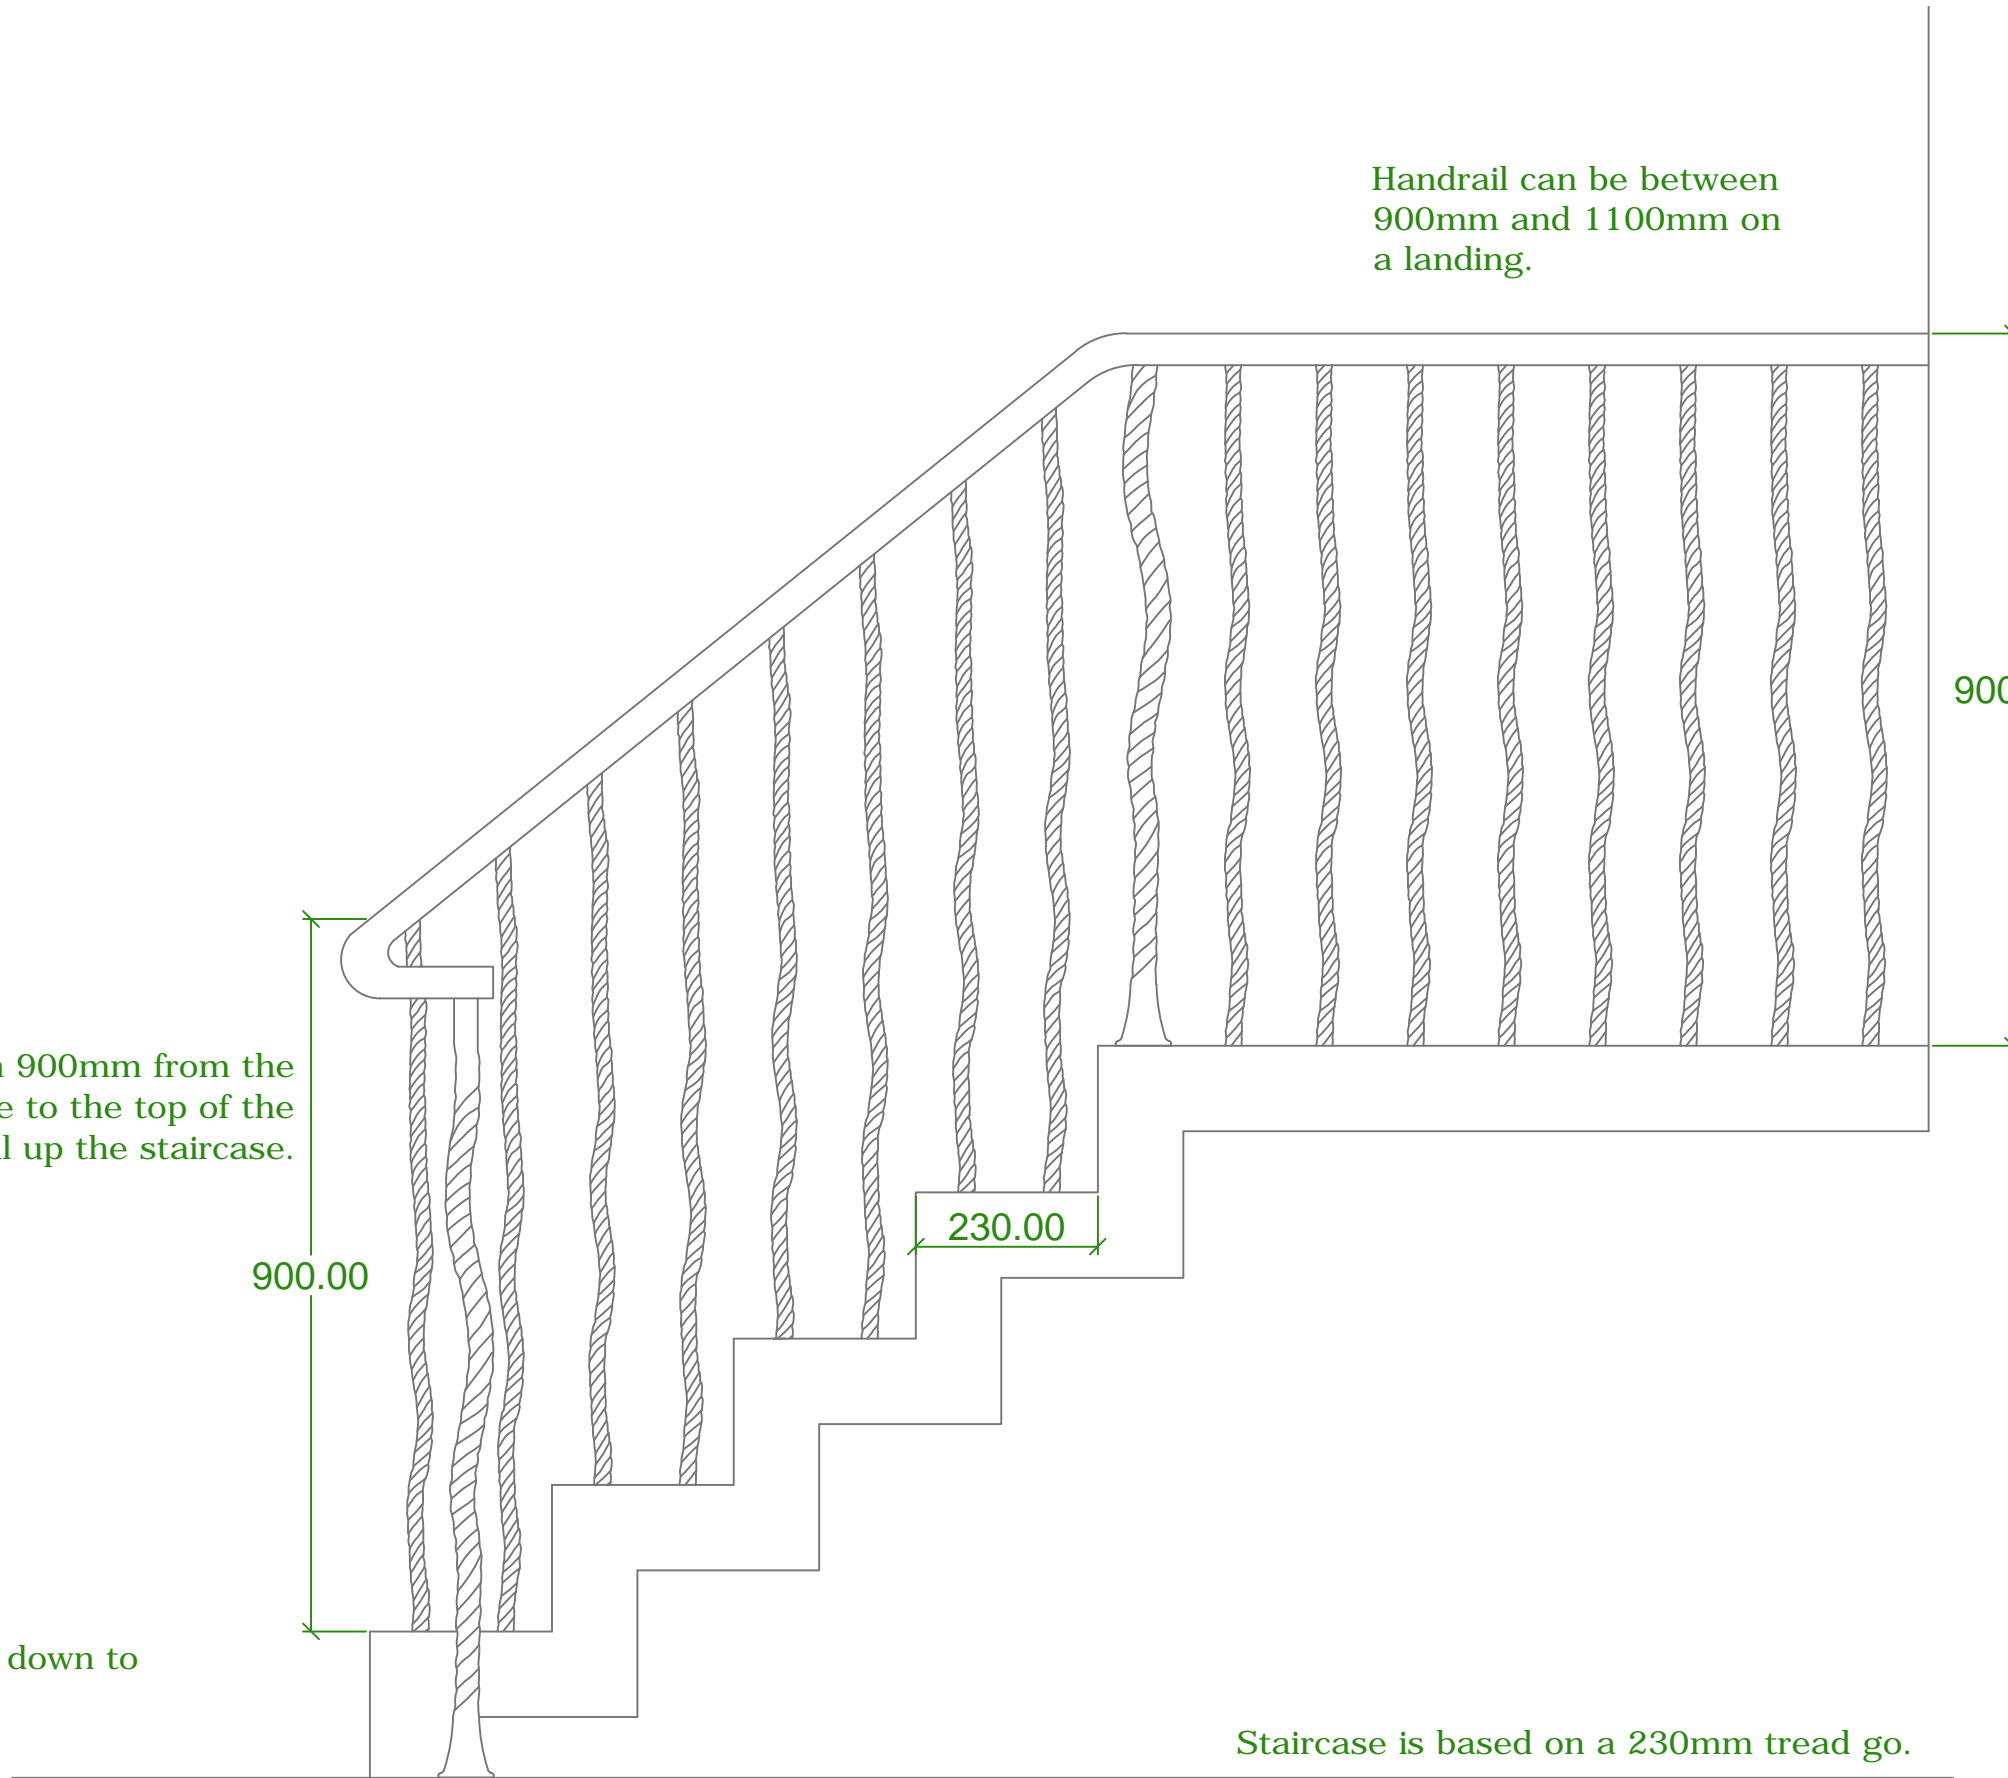 Handrail can be between
900mm and 1100mm on
a landing.
900
900mm from the
to the top of the
up the staircase.
230.00
900.00
down to
Staircase is based on a 230mm tread go.